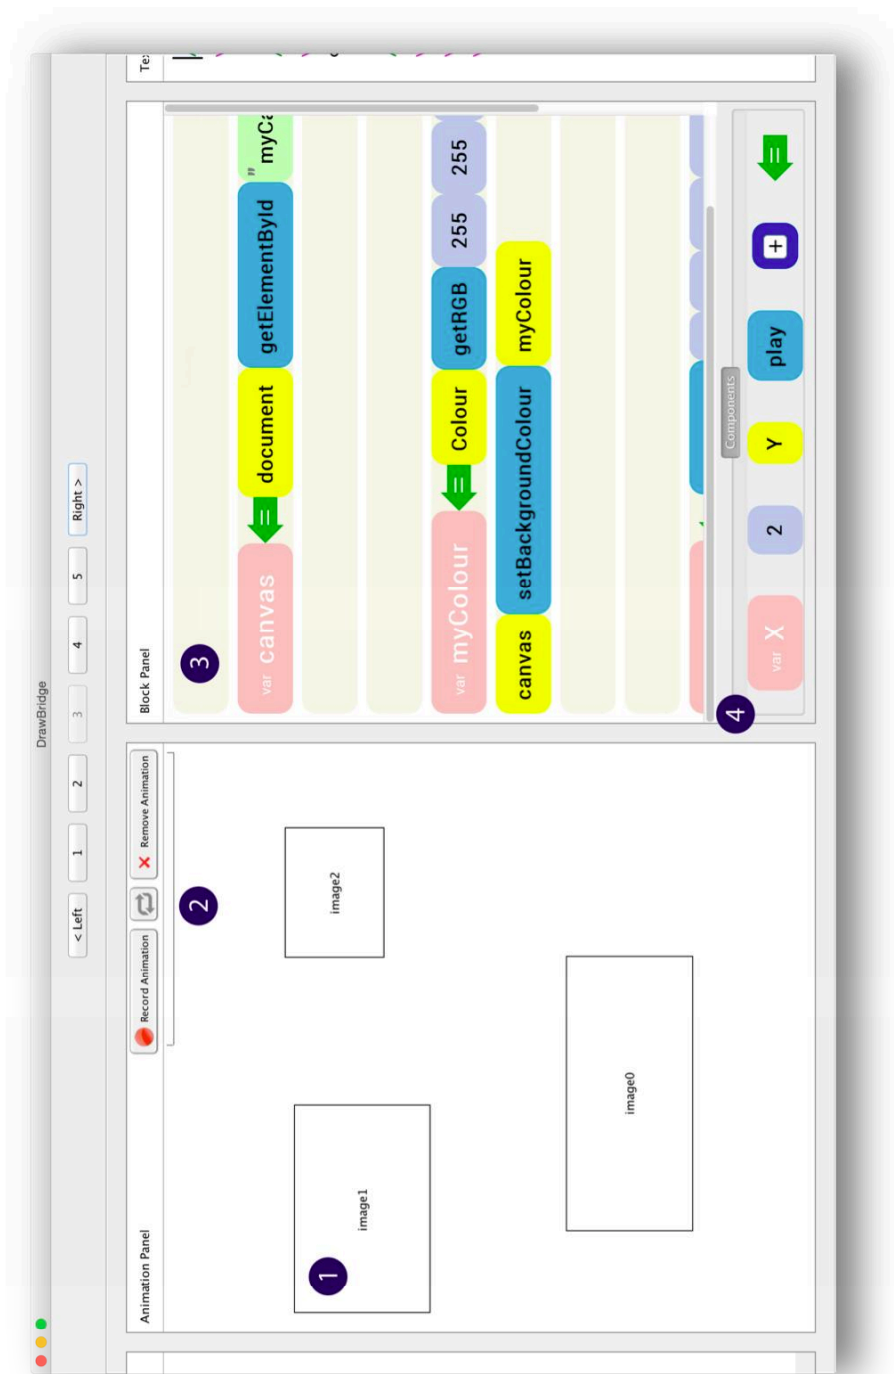 DrawBridge
< Left 1 2 3 4 5 Right >
Animation Panel
Record Animation
Remove Animation
2
image1
1
image2
image0
Block Panel
3
var canvas = document getElementById " myCa
var myColour = Colour getRGB 255 255
canvas setBackgroundColour myColour
Components
4
var X 2 Y play + =
Te